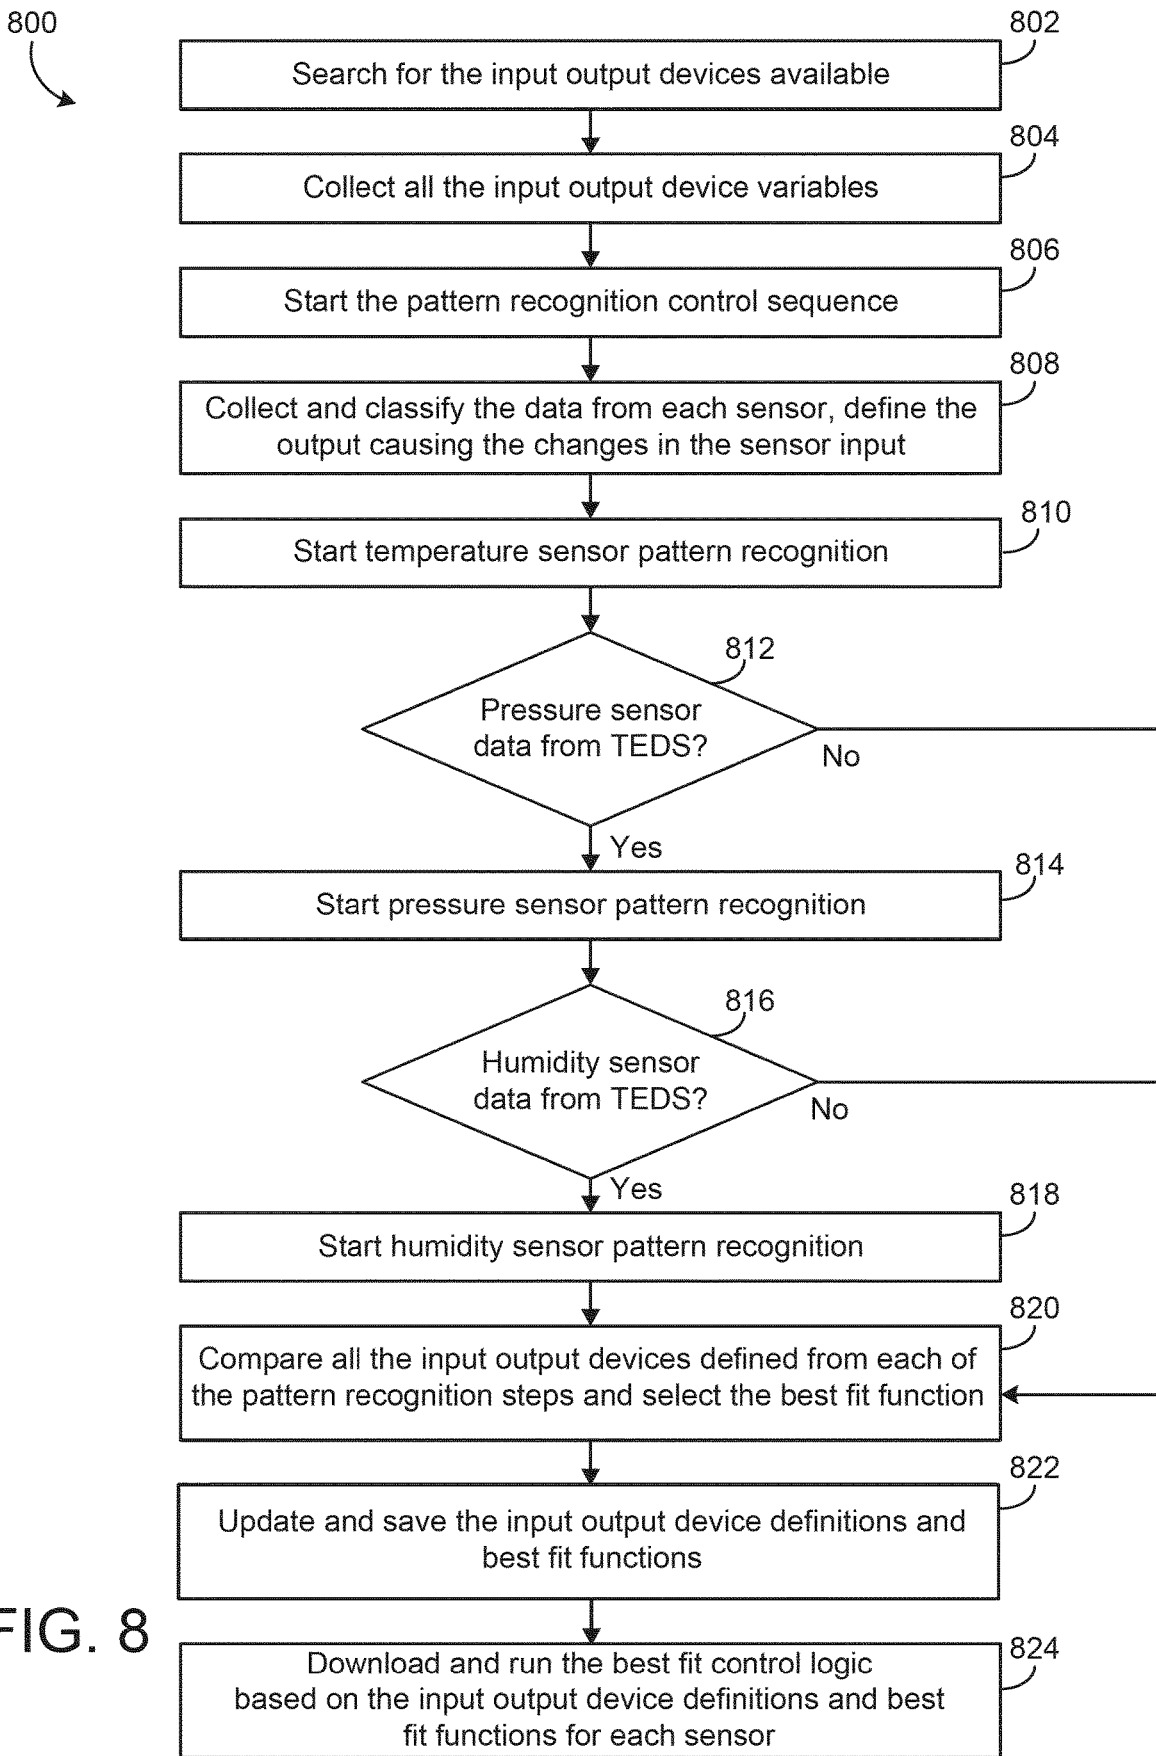 800
802
Search for the input output devices available
804
Collect all the input output device variables
806
Start the pattern recognition control sequence
808
Collect and classify the data from each sensor, define the
output causing the changes in the sensor input
810
Start temperature sensor pattern recognition
812
Pressure sensor
data from TEDS?
No
Yes
814
Start pressure sensor pattern recognition
816
Humidity sensor
data from TEDS?
No
Yes
818
Start humidity sensor pattern recognition
820
Compare all the input output devices defined from each of
the pattern recognition steps and select the best fit function
822
Update and save the input output device definitions and
best fit functions
FIG. 8
824
Download and run the best fit control logic
based on the input output device definitions and best
fit functions for each sensor